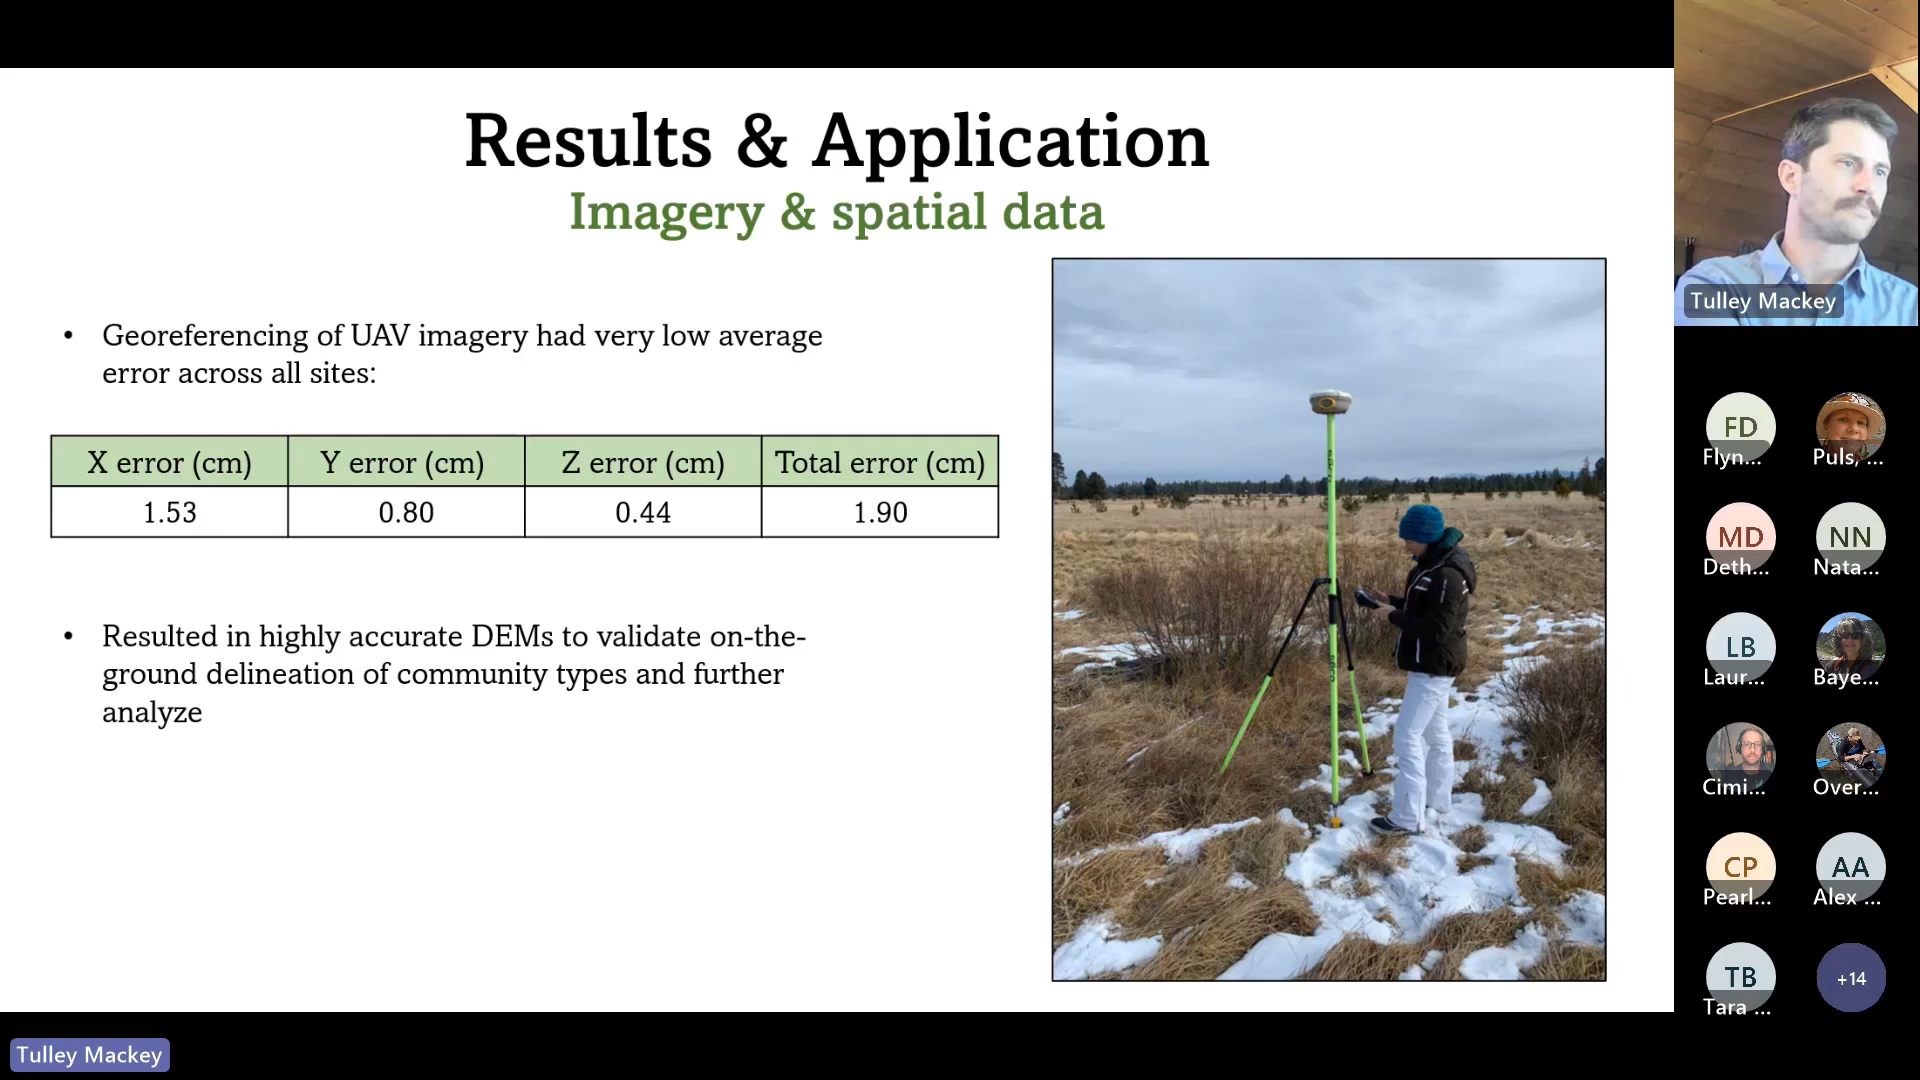 Results & Application
Imagery & spatial data
• Georeferencing of UAV imagery had very low average
error across all sites:
X error (cm) Y error (cm) Z error (cm) Total error (cm)
1.53 0.80 0.44 1.90
• Resulted in highly accurate DEMs to validate on-the-
ground delineation of community types and further
analyze
Tulley Mackey
FD
Flyn... Puls, ...
MD NN
Deth... Nata...
LB
Laur... Baye...
Cimi... Over...
CP AA
Pearl... Alex ...
TB +14
Tara ...
Tulley Mackey